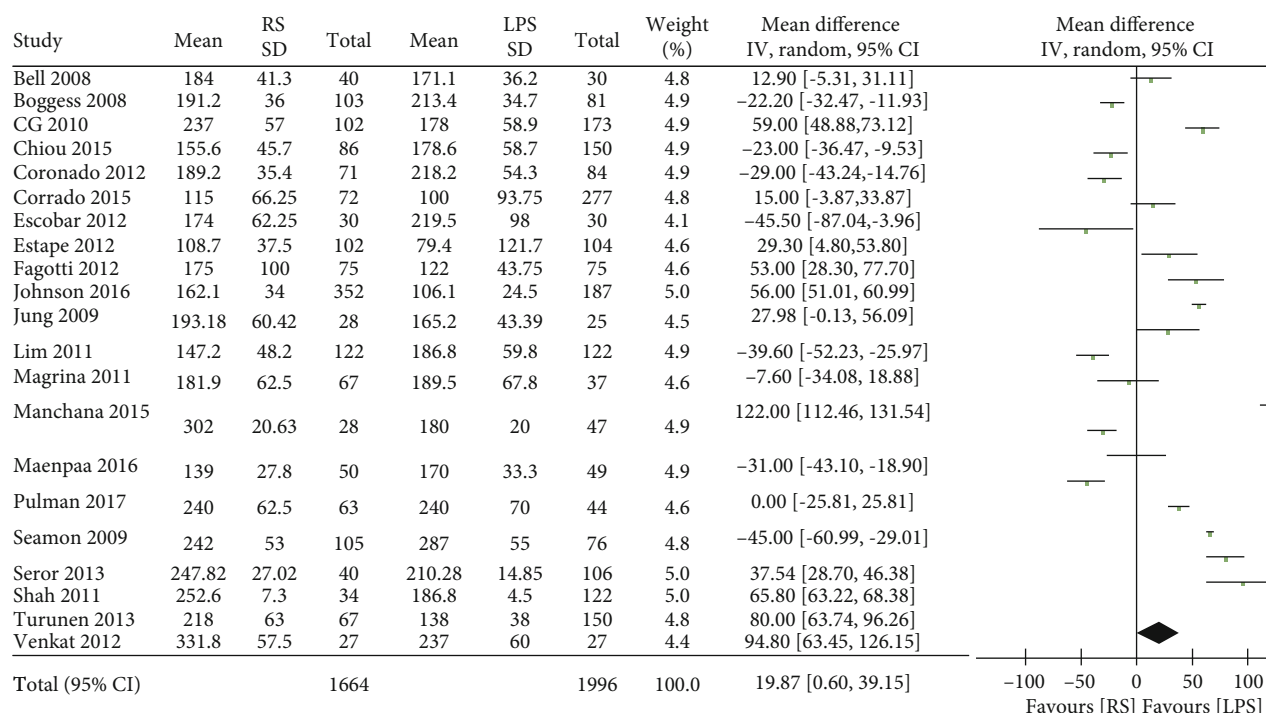 Study Mean RS SD Total Mean LPS SD Total Weight (%) Mean difference IV, random, 95% CI Mean difference IV, random, 95% CI
Bell 2008 184 41.3 40 171.1 36.2 30 4.8 12.90 [-5.31, 31.11]
Boggess 2008 191.2 36 103 213.4 34.7 81 4.9 –22.20 [-32.47, -11.93]
CG 2010 237 57 102 178 58.9 173 4.9 59.00 [48.88,73.12]
Chiou 2015 155.6 45.7 86 178.6 58.7 150 4.9 –23.00 [-36.47, -9.53]
Coronado 2012 189.2 35.4 71 218.2 54.3 84 4.9 –29.00 [-43.24,-14.76]
Corrado 2015 115 66.25 72 100 93.75 277 4.8 15.00 [-3.87,33.87]
Escobar 2012 174 62.25 30 219.5 98 30 4.1 –45.50 [-87.04,-3.96]
Estape 2012 108.7 37.5 102 79.4 121.7 104 4.6 29.30 [4.80,53.80]
Fagotti 2012 175 100 75 122 43.75 75 4.6 53.00 [28.30, 77.70]
Johnson 2016 162.1 34 352 106.1 24.5 187 5.0 56.00 [51.01, 60.99]
Jung 2009 193.18 60.42 28 165.2 43.39 25 4.5 27.98 [-0.13, 56.09]
Lim 2011 147.2 48.2 122 186.8 59.8 122 4.9 –39.60 [-52.23, -25.97]
Magrina 2011 181.9 62.5 67 189.5 67.8 37 4.6 –7.60 [-34.08, 18.88]
Manchana 2015 302 20.63 28 180 20 47 4.9 122.00 [112.46, 131.54]
Maenpaa 2016 139 27.8 50 170 33.3 49 4.9 –31.00 [-43.10, -18.90]
Pulman 2017 240 62.5 63 240 70 44 4.6 0.00 [-25.81, 25.81]
Seamon 2009 242 53 105 287 55 76 4.8 –45.00 [-60.99, -29.01]
Seror 2013 247.82 27.02 40 210.28 14.85 106 5.0 37.54 [28.70, 46.38]
Shah 2011 252.6 7.3 34 186.8 4.5 122 5.0 65.80 [63.22, 68.38]
Turunen 2013 218 63 67 138 38 150 4.8 80.00 [63.74, 96.26]
Venkat 2012 331.8 57.5 27 237 60 27 4.4 94.80 [63.45, 126.15]
Total (95% CI) 1664 1996 100.0 19.87 [0.60, 39.15]
–100 –50 0 50 100
Favours [RS] Favours [LPS]